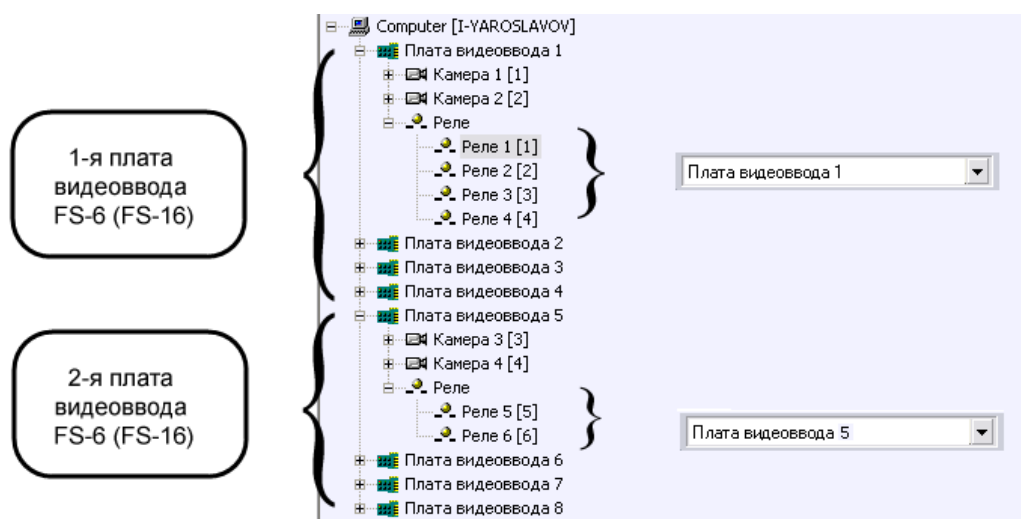 Computer [I-YAROSLAVOV]
Плата видеоввода 1
Камера 1 [1]
Камера 2 [2]
Реле
Реле 1 [1]
Реле 2 [2]
Реле 3 [3]
Реле 4 [4]
Плата видеоввода 2
Плата видеоввода 3
Плата видеоввода 4
Плата видеоввода 5
Камера 3 [3]
Камера 4 [4]
Реле
Реле 5 [5]
Реле 6 [6]
Плата видеоввода 6
Плата видеоввода 7
Плата видеоввода 8
1-я плата
видеоввода
FS-6 (FS-16)
2-я плата
видеоввода
FS-6 (FS-16)
Плата видеоввода 1
Плата видеоввода 5